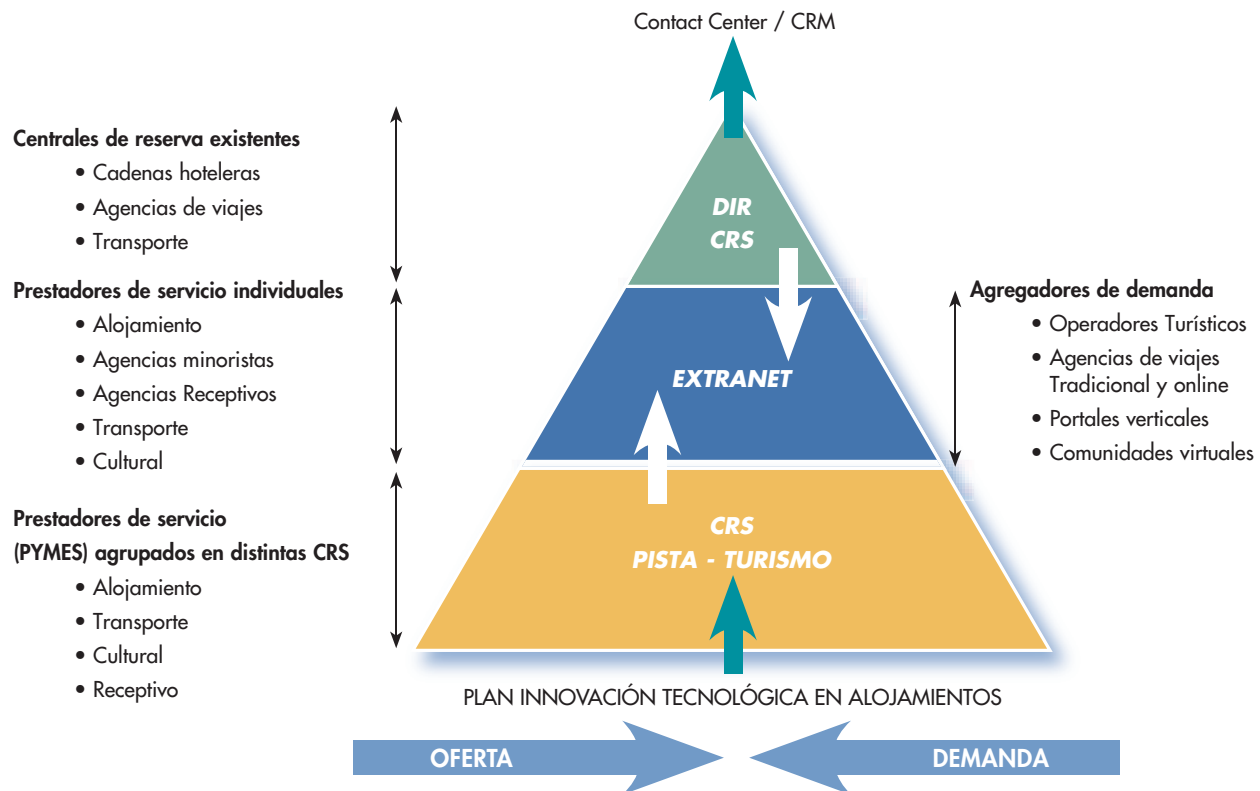 Contact Center / CRM
Centrales de reserva existentes
• Cadenas hoteleras
• Agencias de viajes
• Transporte
Prestadores de servicio individuales
• Alojamiento
• Agencias minoristas
• Agencias Receptivos
• Transporte
• Cultural
Prestadores de servicio
(PYMES) agrupados en distintas CRS
• Alojamiento
• Transporte
• Cultural
• Receptivo
DIR
CRS
EXTRANET
CRS
PISTA - TURISMO
Agregadores de demanda
• Operadores Turísticos
• Agencias de viajes
Tradicional y online
• Portales verticales
• Comunidades virtuales
PLAN INNOVACIÓN TECNOLÓGICA EN ALOJAMIENTOS
OFERTA
DEMANDA